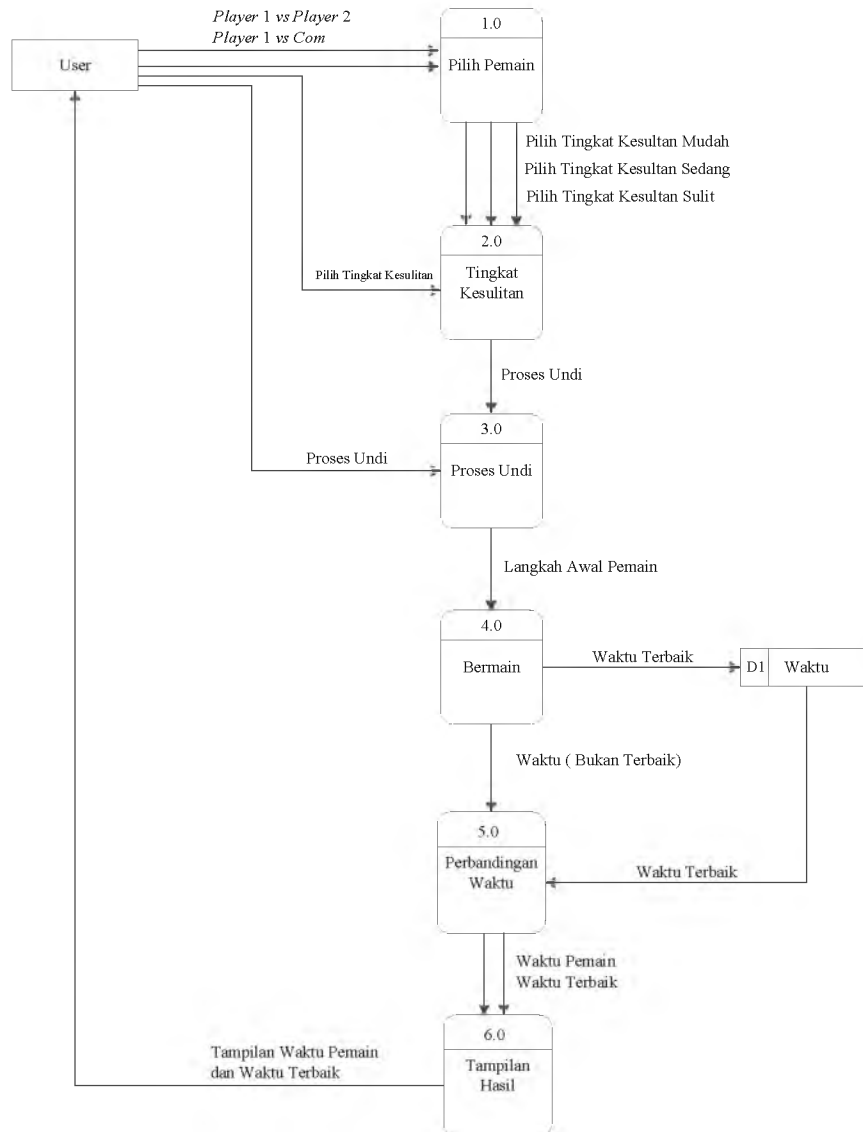 Player 1 vs Player 2
Player 1 vs Com
User
1.0
Pilih Pemain
Pilih Tingkat Kesultan Mudah
Pilih Tingkat Kesultan Sedang
Pilih Tingkat Kesultan Sulit
2.0
Tingkat
Kesulitan
Pilih Tingkat Kesulitan
Proses Undi
3.0
Proses Undi
Proses Undi
Langkah Awal Pemain
4.0
Bermain
Waktu Terbaik
D1 Waktu
Waktu ( Bukan Terbaik)
5.0
Perbandingan
Waktu
Waktu Terbaik
Waktu Pemain
Waktu Terbaik
6.0
Tampilan
Hasil
Tampilan Waktu Pemain
dan Waktu Terbaik